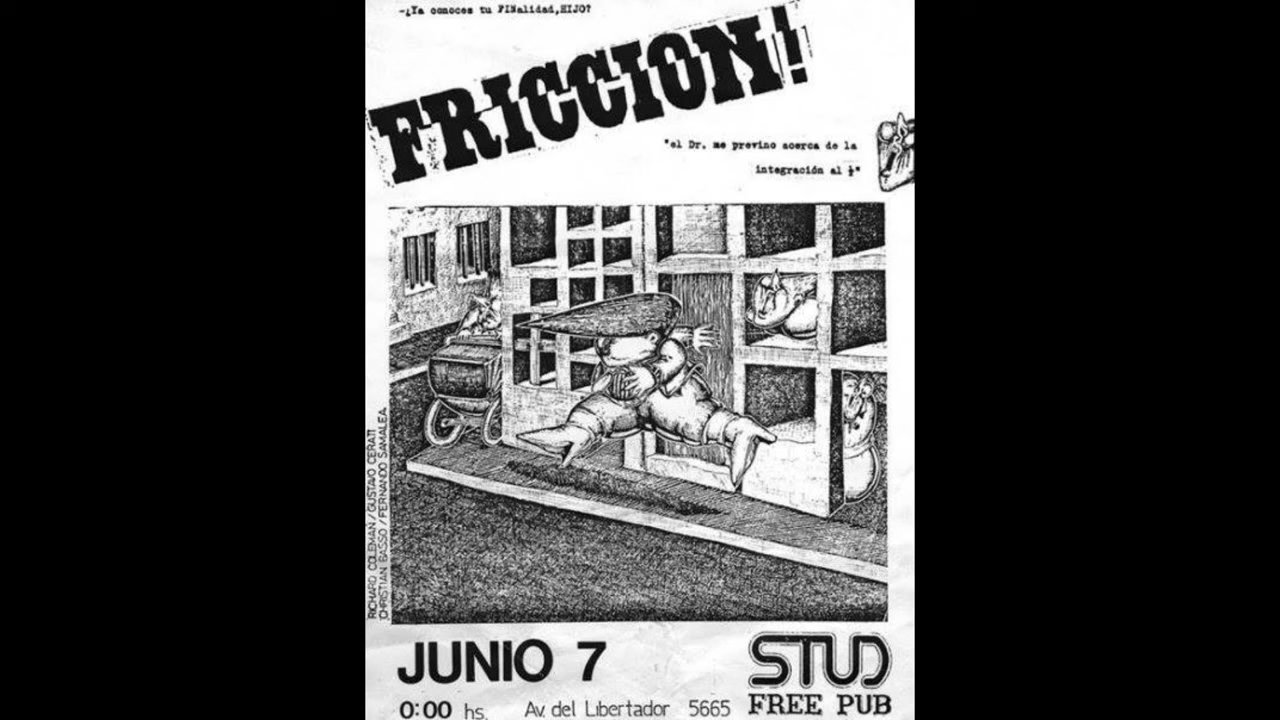 -¿Ya conoces tu FINalidad,HIJO?
FRICCION!
"el Dr. me previno acerca de la
integración al ½"
RICHARD COLEMAN / GUSTAVO CERATI
CHRISTIAN BASSO / FERNANDO SAMALEA
JUNIO 7
STUD
FREE PUB
0:00 hs.
Av. del Libertador 5665